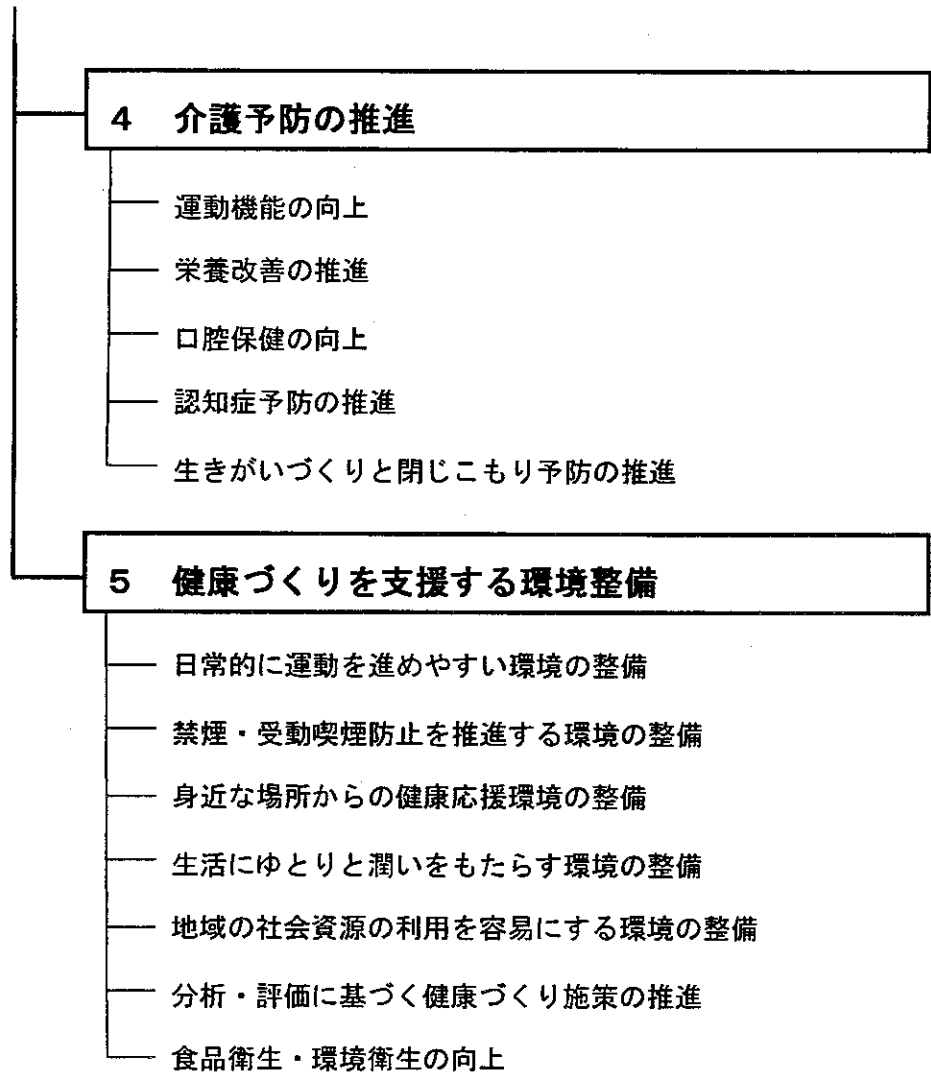 4 介護予防の推進
運動機能の向上
栄養改善の推進
口腔保健の向上
認知症予防の推進
生きがいづくりと閉じこもり予防の推進
5 健康づくりを支援する環境整備
日常的に運動を進めやすい環境の整備
禁煙・受動喫煙防止を推進する環境の整備
身近な場所からの健康応援環境の整備
生活にゆとりと潤いをもたらす環境の整備
地域の社会資源の利用を容易にする環境の整備
分析・評価に基づく健康づくり施策の推進
食品衛生・環境衛生の向上